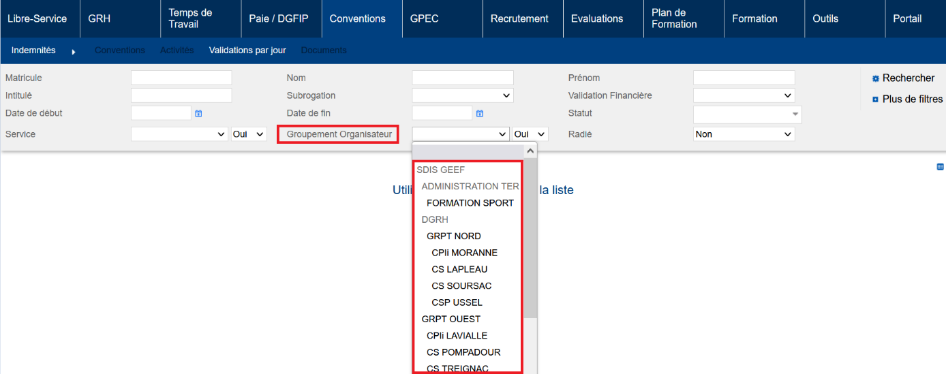 Libre-Service GRH Temps de Travail Paie / DGFIP Conventions GPEC Recrutement Evaluations Plan de Formation Formation Outils Portail
Indemnités Conventions Activités Validations par jour Documents
Matricule Nom Prénom Rechercher
Intitulé Subrogation Validation Financière Plus de filtres
Date de début Date de fin Statut
Service Oui Groupement Organisateur Oui Radié Non
SDIS GEEF
ADMINISTRATION TER
Util la liste
FORMATION SPORT
DGRH
GRPT NORD
CPIi MORANNE
CS LAPLEAU
CS SOURSAC
CSP USSEL
GRPT OUEST
CPIi LAVIALLE
CS POMPADOUR
CS TREIGNAC